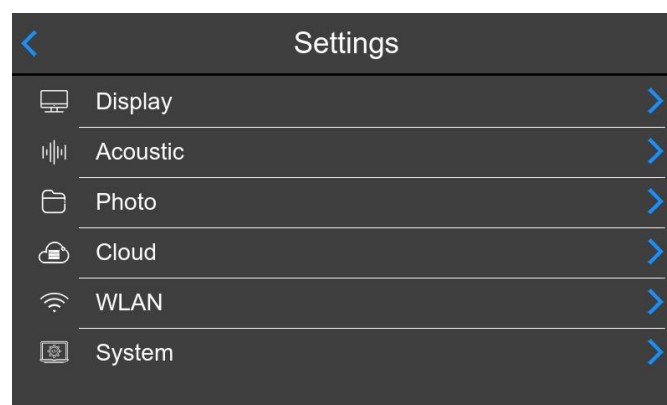 Settings
Display
Acoustic
Photo
Cloud
WLAN
System